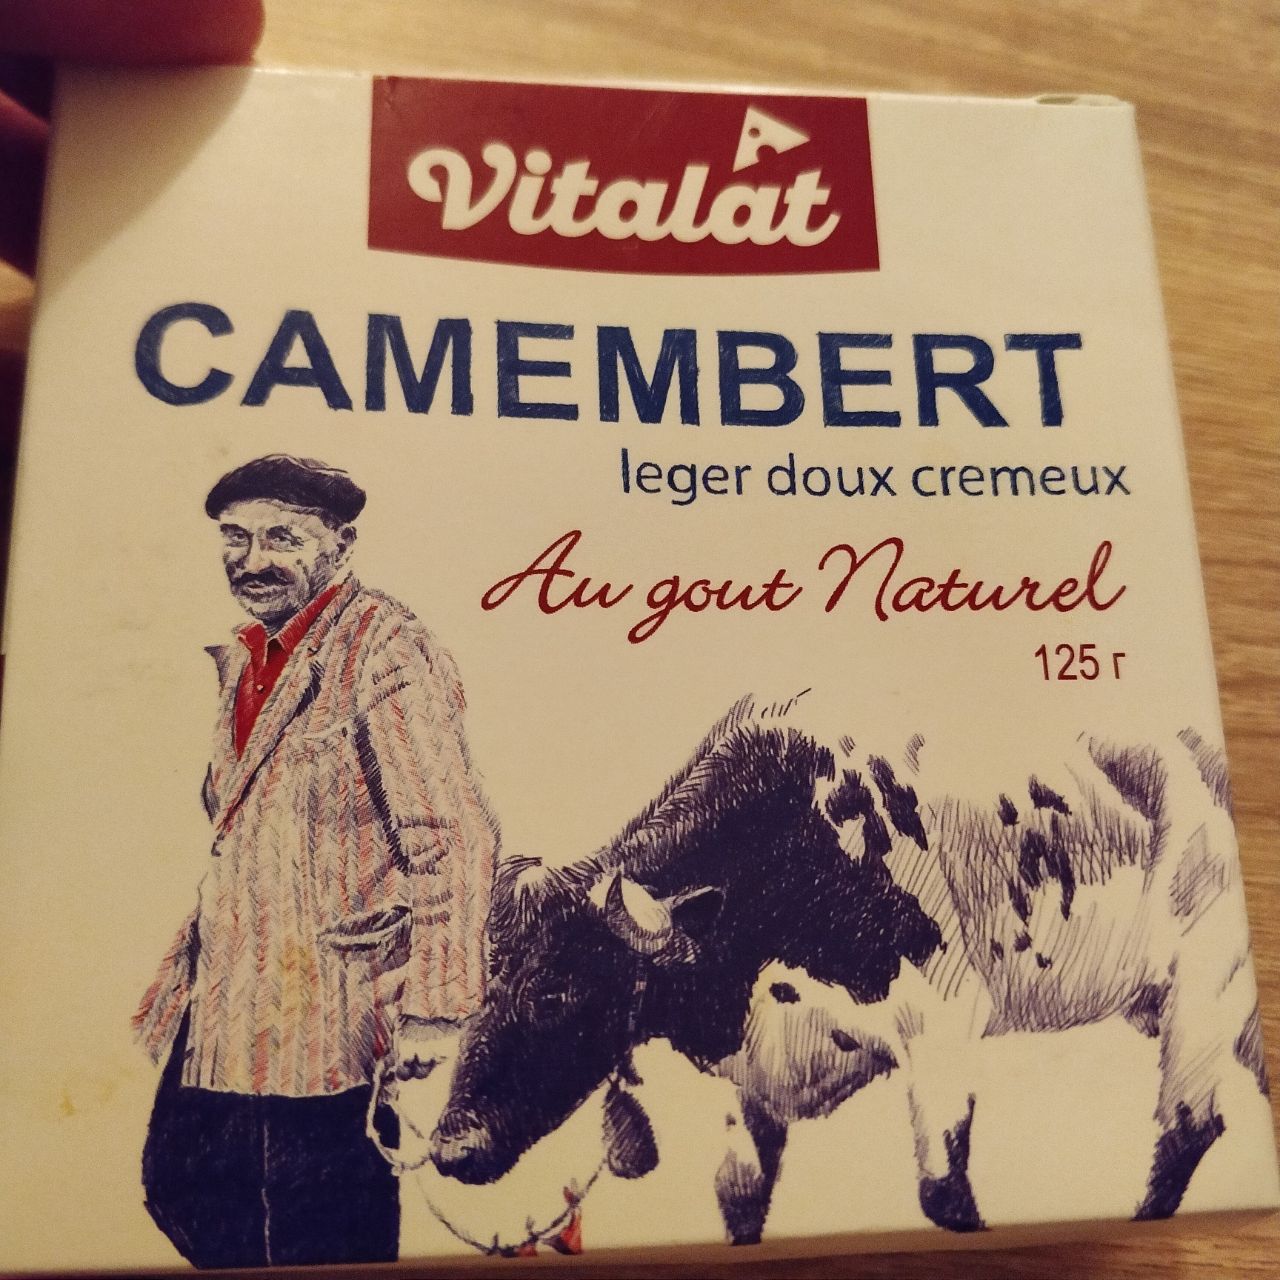 Vitalat
CAMEMBERT
leger doux cremeux
Au gout Naturel
125 г